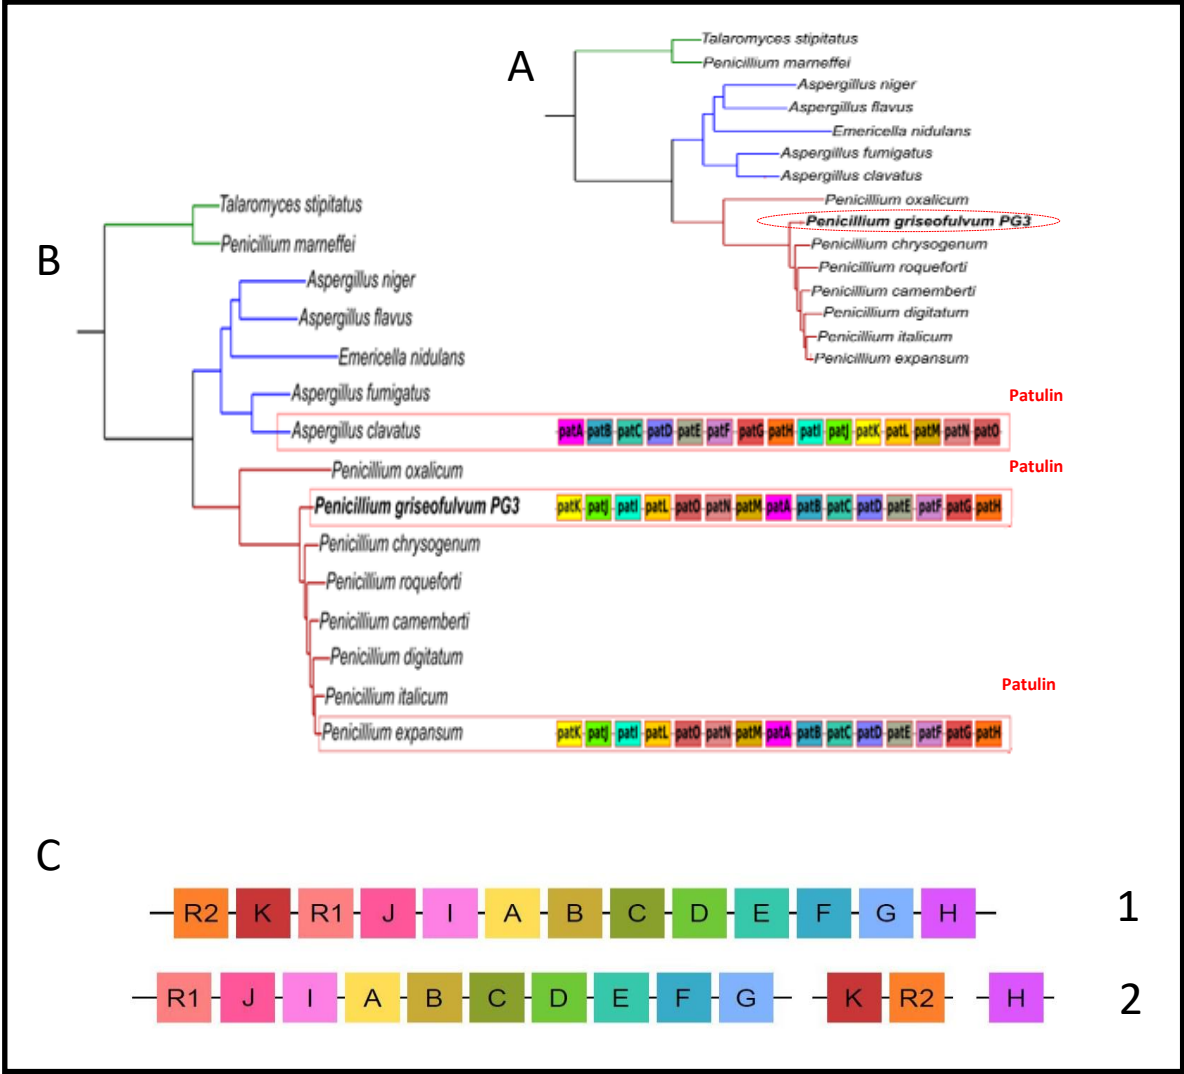 A
Talaromyces stipitatus
Penicillium marneffei
Aspergillus niger
Aspergillus flavus
Emericella nidulans
Aspergillus fumigatus
Aspergillus clavatus
Penicillium oxalicum
Penicillium griseofulvum PG3
Penicillium chrysogenum
Penicillium roqueforti
Penicillium camemberti
Penicillium digitatum
Penicillium italicum
Penicillium expansum
B
Talaromyces stipitatus
Penicillium marneffei
Aspergillus niger
Aspergillus flavus
Emericella nidulans
Aspergillus fumigatus
Patulin
Aspergillus clavatus patA patB patC patD patE patF patG patH patI patJ patK patL patM patN patO
Penicillium oxalicum Patulin
Penicillium griseofulvum PG3 patK patJ patI patL patO patN patM patA patB patC patD patE patF patG patH
Penicillium chrysogenum
Penicillium roqueforti
Penicillium camemberti
Penicillium digitatum
Penicillium italicum Patulin
Penicillium expansum patK patJ patI patL patO patN patM patA patB patC patD patE patF patG patH
C
R2 K R1 J I A B C D E F G H 1
R1 J I A B C D E F G K R2 H 2